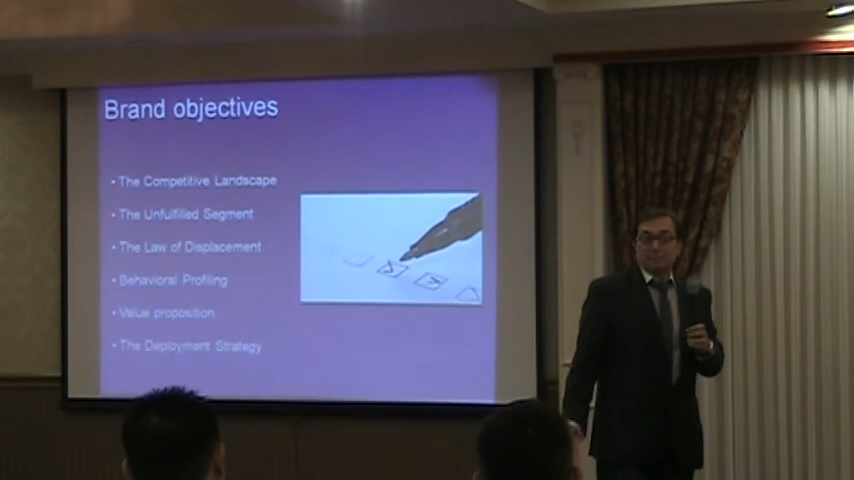 Brand objectives
• The Competitive Landscape
• The Unfulfilled Segment
• The Law of Displacement
• Behavioral Profiling
• Value proposition
• The Deployment Strategy